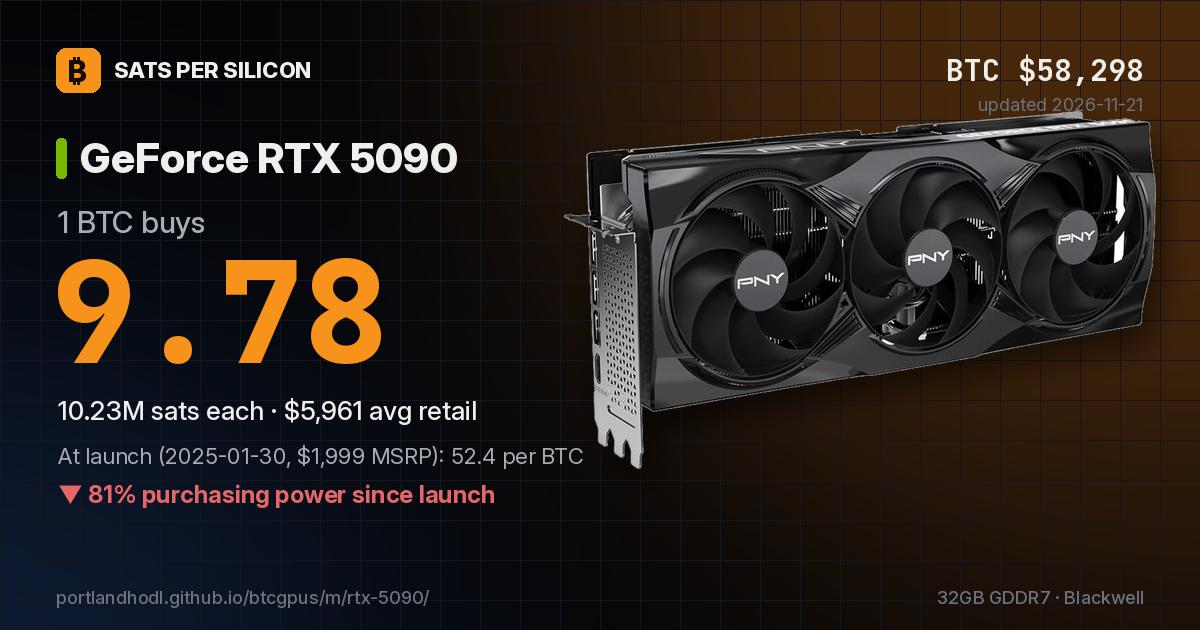 SATS PER SILICON
BTC $58,298
updated 2026-11-21
GeForce RTX 5090
1 BTC buys
9.78
10.23M sats each · $5,961 avg retail
At launch (2025-01-30, $1,999 MSRP): 52.4 per BTC
▼ 81% purchasing power since launch
PNY
PNY
PNY
portlandhodl.github.io/btcgpus/m/rtx-5090/
32GB GDDR7 · Blackwell